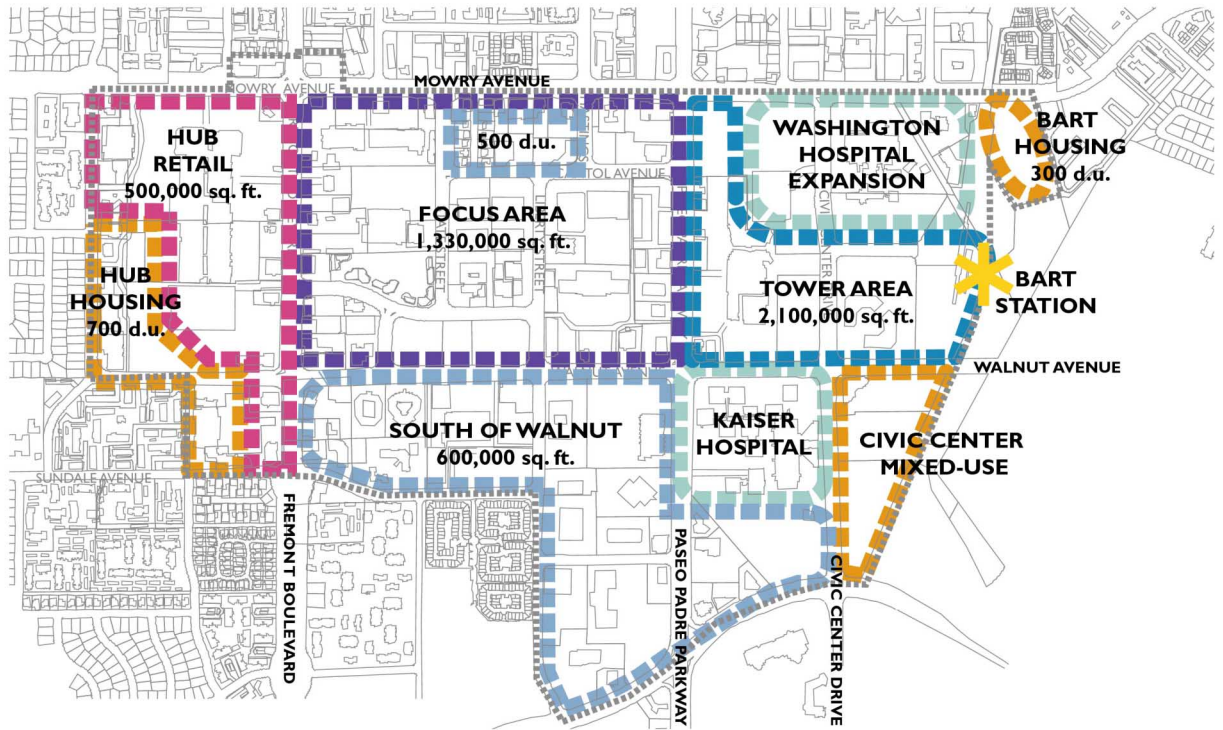 MOWRY AVENUE
MOWRY AVENUE
HUB
RETAIL
500,000 sq. ft.
500 d.u.
WASHINGTON
HOSPITAL
EXPANSION
BART
HOUSING
300 d.u.
FOCUS AREA
1,330,000 sq. ft.
HUB
HOUSING
700 d.u.
TOWER AREA
2,100,000 sq. ft.
BART
STATION
WALNUT AVENUE
SOUTH OF WALNUT
600,000 sq. ft.
KAISER
HOSPITAL
CIVIC CENTER
MIXED-USE
SUNDALE AVENUE
FREMONT BOULEVARD
PASEO PADRE PARKWAY
CIVIC CENTER DRIVE